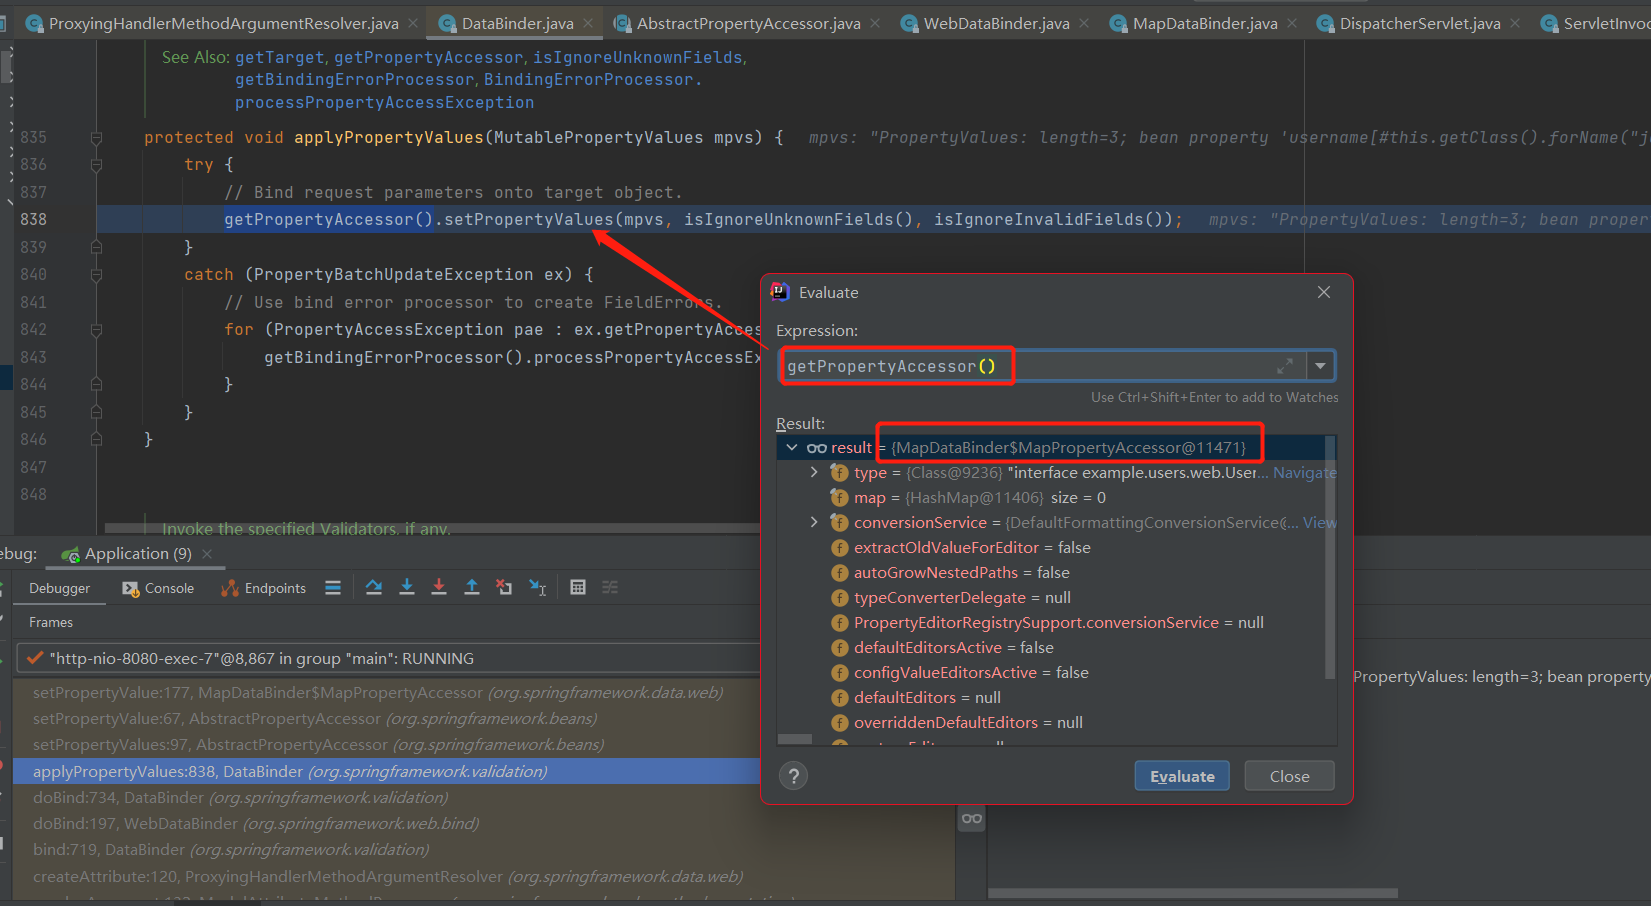 ProxyingHandlerMethodArgumentResolver.java × DataBinder.java × AbstractPropertyAccessor.java × WebDataBinder.java × MapDataBinder.java × DispatcherServlet.java × ServletInvoc
See Also: getTarget, getPropertyAccessor, isIgnoreUnknownFields,
getBindingErrorProcessor, BindingErrorProcessor.
processPropertyAccessException
835 protected void applyPropertyValues(MutablePropertyValues mpvs) { mpvs: "PropertyValues: length=3; bean property 'username[#this.getClass().forName("j
836 try {
837 // Bind request parameters onto target object.
838 getPropertyAccessor().setPropertyValues(mpvs, isIgnoreUnknownFields(), isIgnoreInvalidFields()); mpvs: "PropertyValues: length=3; bean proper
839 }
840 catch (PropertyBatchUpdateException ex) {
841 // Use bind error processor to create FieldErrors.
842 for (PropertyAccessException pae : ex.getPropertyAcces
843 getBindingErrorProcessor().processPropertyAccessEx
844 }
845 }
846 }
847
848
Invoke the specified Validators, if any.
Evaluate
Expression:
getPropertyAccessor()
Use Ctrl+Shift+Enter to add to Watches
Result:
result = {MapDataBinder$MapPropertyAccessor@11471}
type = {Class@9236} "interface example.users.web.User... Navigate
map = {HashMap@11406} size = 0
conversionService = {DefaultFormattingConversionService@... View
extractOldValueForEditor = false
autoGrowNestedPaths = false
typeConverterDelegate = null
PropertyEditorRegistrySupport.conversionService = null
defaultEditorsActive = false
configValueEditorsActive = false
defaultEditors = null
overriddenDefaultEditors = null
? Evaluate Close
ebug: Application (9) ×
Debugger Console Endpoints
Frames
"http-nio-8080-exec-7"@8,867 in group "main": RUNNING
setPropertyValue:177, MapDataBinder$MapPropertyAccessor (org.springframework.data.web)
setPropertyValue:67, AbstractPropertyAccessor (org.springframework.beans)
setPropertyValues:97, AbstractPropertyAccessor (org.springframework.beans)
applyPropertyValues:838, DataBinder (org.springframework.validation)
doBind:734, DataBinder (org.springframework.validation)
doBind:197, WebDataBinder (org.springframework.web.bind)
bind:719, DataBinder (org.springframework.validation)
createAttribute:120, ProxyingHandlerMethodArgumentResolver (org.springframework.data.web)
PropertyValues: length=3; bean property